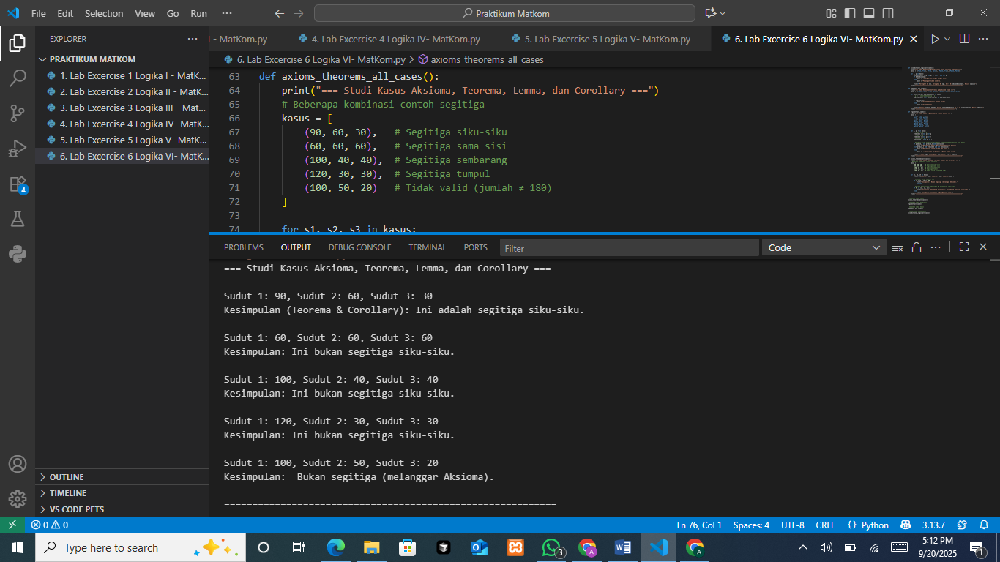 File Edit Selection View Go Run ···
Praktikum Matkom
EXPLORER
PRAKTIKUM MATKOM
1. Lab Excercise 1 Logika I - MatK...
2. Lab Excercise 2 Logika II - MatK...
3. Lab Excercise 3 Logika III - Mat...
4. Lab Excercise 4 Logika IV- MatK...
5. Lab Excercise 5 Logika V- MatK...
6. Lab Excercise 6 Logika VI- MatK...
4
OUTLINE
TIMELINE
VS CODE PETS
- MatKom.py
4. Lab Excercise 4 Logika IV- MatKom.py
5. Lab Excercise 5 Logika V- MatKom.py
6. Lab Excercise 6 Logika VI- MatKom.py
6. Lab Excercise 6 Logika VI- MatKom.py > axioms_theorems_all_cases
63 def axioms_theorems_all_cases():
64 print("=== Studi Kasus Aksioma, Teorema, Lemma, dan Corollary ===")
65 # Beberapa kombinasi contoh segitiga
66 kasus = [
67 (90, 60, 30), # Segitiga siku-siku
68 (60, 60, 60), # Segitiga sama sisi
69 (100, 40, 40), # Segitiga sembarang
70 (120, 30, 30), # Segitiga tumpul
71 (100, 50, 20) # Tidak valid (jumlah ≠ 180)
72 ]
73
74 for s1, s2, s3 in kasus:
PROBLEMS OUTPUT DEBUG CONSOLE TERMINAL PORTS Filter Code
=== Studi Kasus Aksioma, Teorema, Lemma, dan Corollary ===
Sudut 1: 90, Sudut 2: 60, Sudut 3: 30
Kesimpulan (Teorema & Corollary): Ini adalah segitiga siku-siku.
Sudut 1: 60, Sudut 2: 60, Sudut 3: 60
Kesimpulan: Ini bukan segitiga siku-siku.
Sudut 1: 100, Sudut 2: 40, Sudut 3: 40
Kesimpulan: Ini bukan segitiga siku-siku.
Sudut 1: 120, Sudut 2: 30, Sudut 3: 30
Kesimpulan: Ini bukan segitiga siku-siku.
Sudut 1: 100, Sudut 2: 50, Sudut 3: 20
Kesimpulan:  Bukan segitiga (melanggar Aksioma).
===========================================================
0 0 Ln 76, Col 1 Spaces: 4 UTF-8 CRLF {} Python 3.13.7
Type here to search
3
A
A
5:12 PM
9/20/2025
1